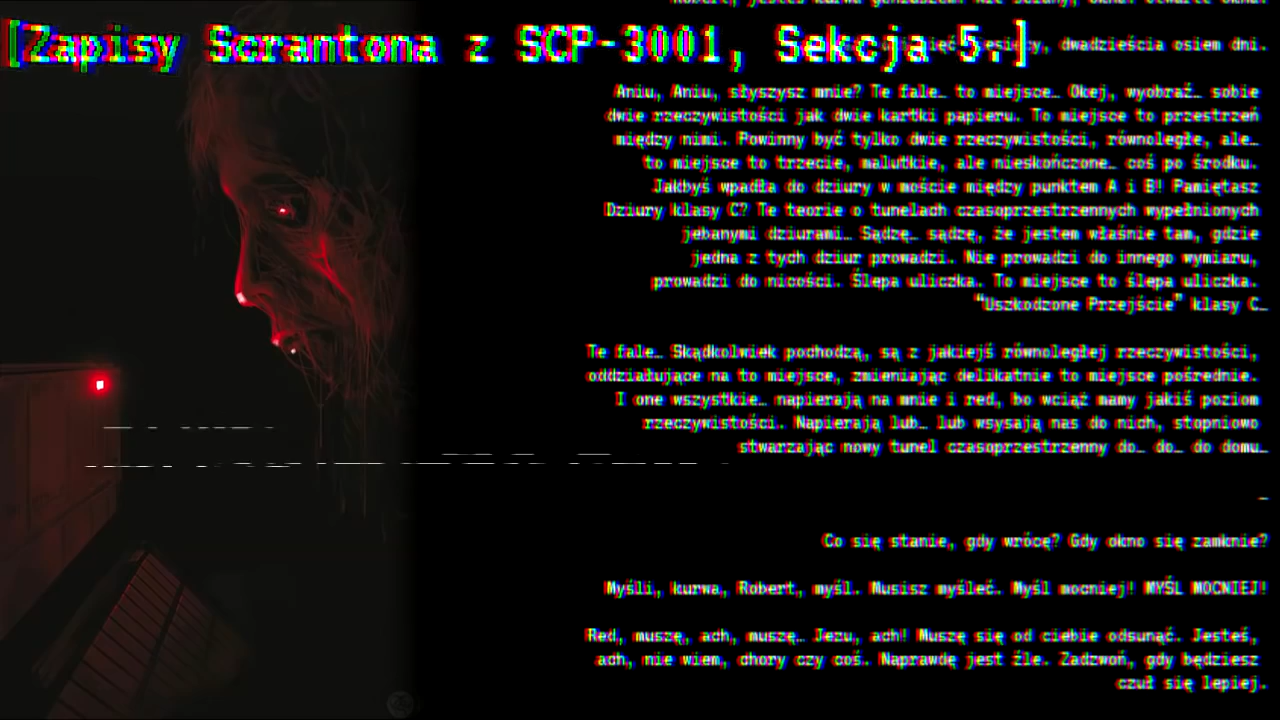 Robert, jesteś kurwa geniuszem!
[Zapisy Scrantona z SCP-3001, Sekcja 5.]
dwadzieścia osiem dni.
Aniu, Aniu, słyszysz mnie? Te fale… to miejsce… Okej, wyobraź… sobie
dwie rzeczywistości jak dwie kartki papieru. To miejsce to przestrzeń
między nimi. Powinny być tylko dwie rzeczywistości, równoległe, ale…
to miejsce to trzecie, malutkie, ale nieskończone… coś po środku.
Jakbyś wpadła do dziury w moście między punktem A i B! Pamiętasz
Dziury klasy C? Te teorie o tunelach czasoprzestrzennych wypełnionych
jebanymi dziurami… Sądzę… sądzę, że jestem właśnie tam, gdzie
jedna z tych dziur prowadzi. Nie prowadzi do innego wymiaru,
prowadzi do nicości. Ślepa uliczka. To miejsce to ślepa uliczka.
“Uszkodzone Przejście” klasy C…
Te fale… Skądkolwiek pochodzą, są z jakiejś równoległej rzeczywistości,
oddziałujące na to miejsce, zmieniając delikatnie to miejsce pośrednie.
I one wszystkie… napierają na mnie i red, bo wciąż mamy jakiś poziom
rzeczywistości. Napierają lub… lub wsysają nas do nich, stopniowo
stwarzając nowy tunel czasoprzestrzenny do… do… do domu…
–
Co się stanie, gdy wrócę? Gdy okno się zamknie?
Myśli, kurwa, Robert, myśl. Musisz myśleć. Myśl mocniej! MYŚL MOCNIEJ!
Red, muszę, ach, muszę… Jezu, ach! Muszę się od ciebie odsunąć. Jesteś,
ach, nie wiem, chory czy coś. Naprawdę jest źle. Zadzwoń, gdy będziesz
czuł się lepiej.